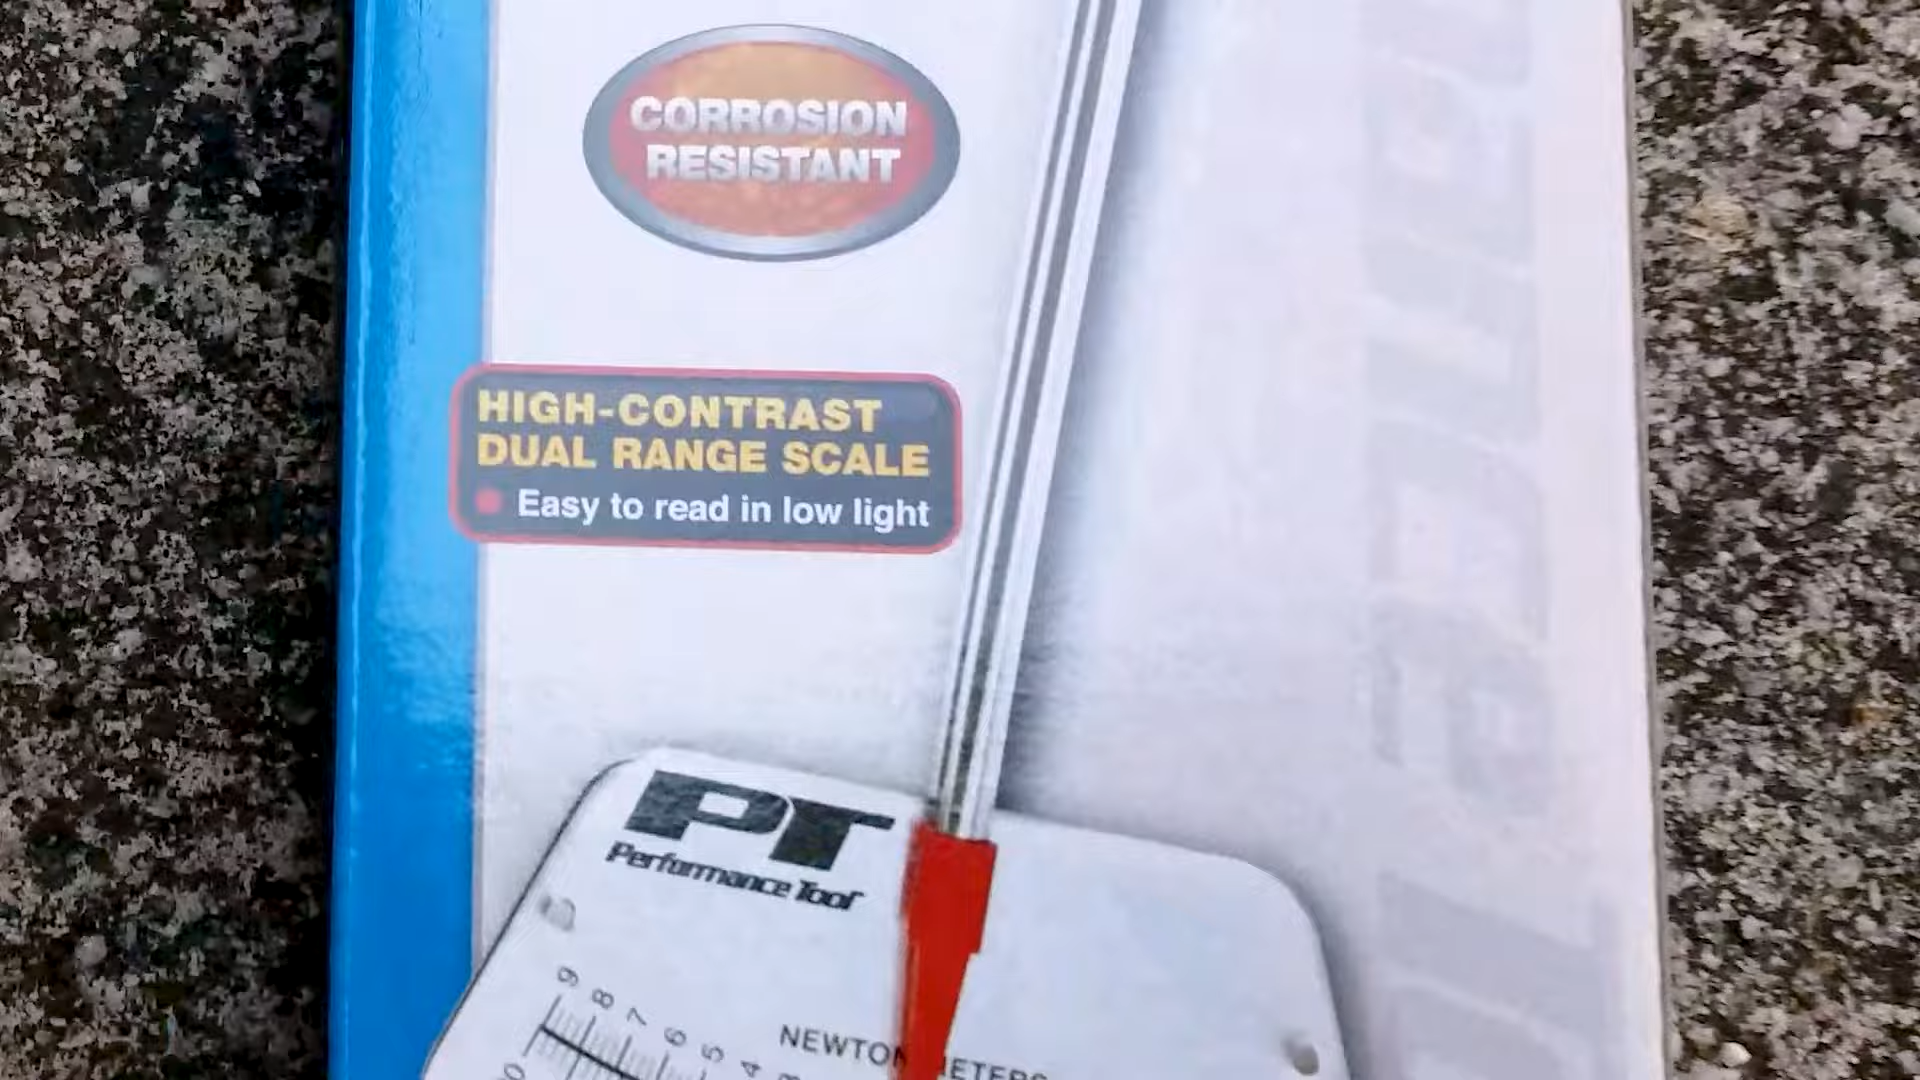 CORROSION
RESISTANT
HIGH-CONTRAST
DUAL RANGE SCALE
Easy to read in low light
PT
Performance Tool
9 8 7 6 5 4